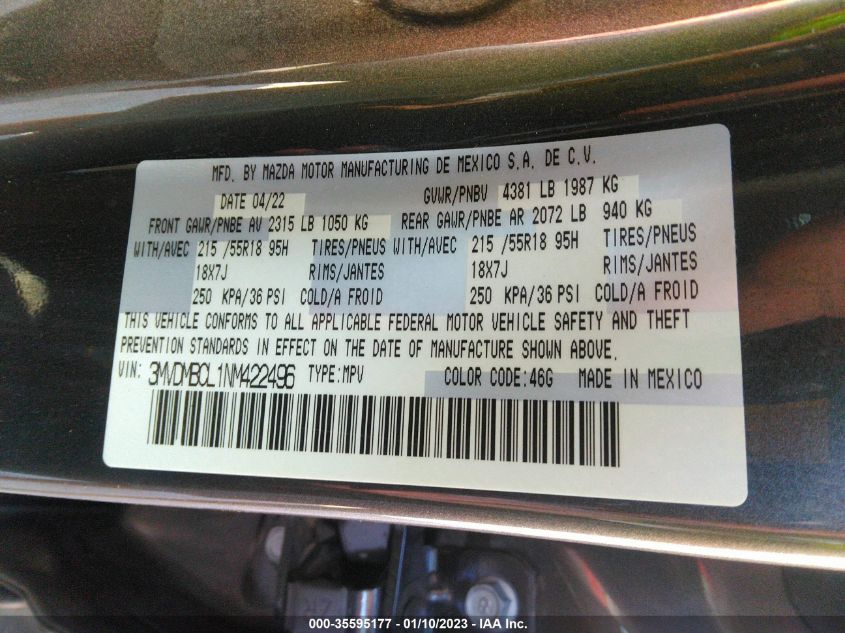 MFD. BY MAZDA MOTOR MANUFACTURING DE MEXICO S.A. DE C.V.
DATE 04/22 GVWR/PNBV 4381 LB 1987 KG
FRONT GAWR/PNBE AV 2315 LB 1050 KG REAR GAWR/PNBE AR 2072 LB 940 KG
WITH/AVEC 215 /55R18 95H TIRES/PNEUS WITH/AVEC 215 /55R18 95H TIRES/PNEUS
18X7J RIMS/JANTES 18X7J RIMS/JANTES
250 KPA/36 PSI COLD/A FROID 250 KPA/36 PSI COLD/A FROID
THIS VEHICLE CONFORMS TO ALL APPLICABLE FEDERAL MOTOR VEHICLE SAFETY AND THEFT
PREVENTION STANDARDS IN EFFECT ON THE DATE OF MANUFACTURE SHOWN ABOVE.
VIN: 3MVDMBCL1NM422496 TYPE:MPV COLOR CODE:46G MADE IN MEXICO
000-35595177 - 01/10/2023 - IAA Inc.